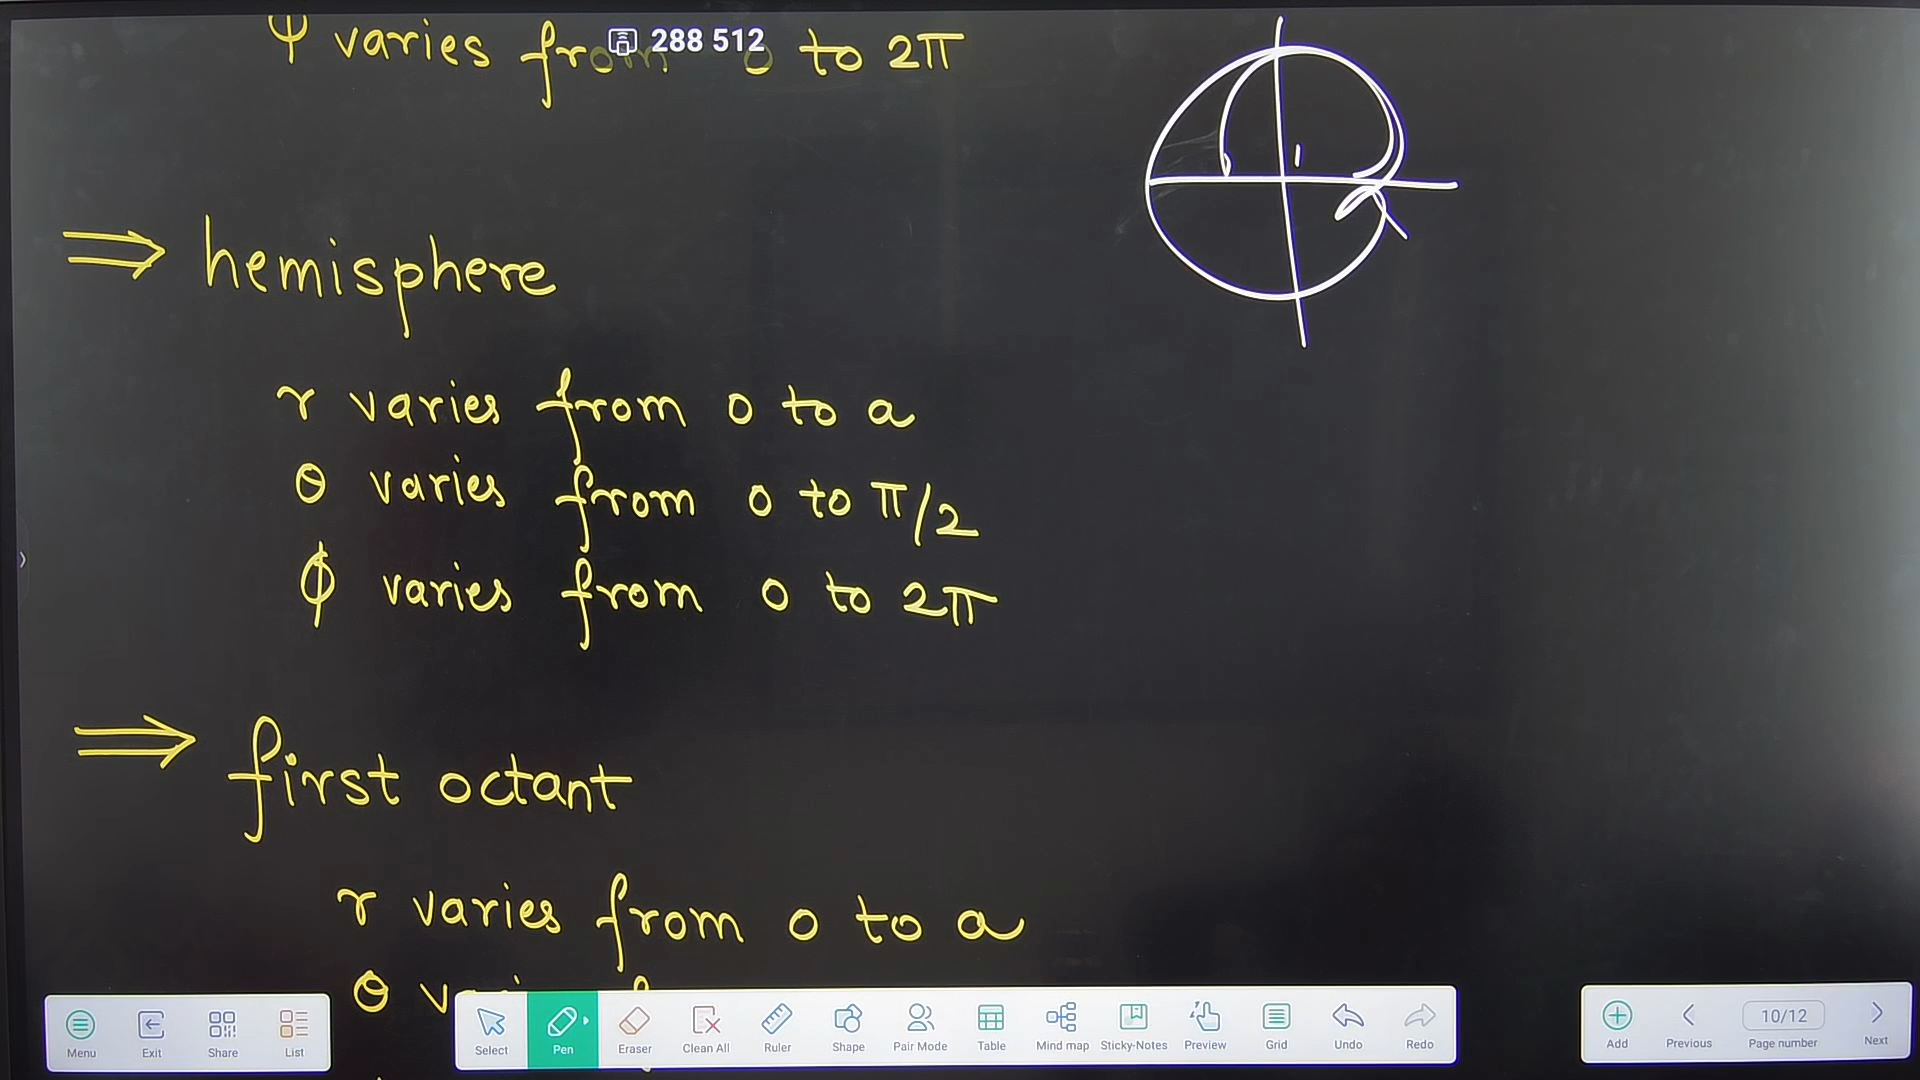 φ varies from 0 to 2π
288 512
⇒ hemisphere
r varies from 0 to a
θ varies from 0 to π/2
φ varies from 0 to 2π
⇒ first octant
r varies from 0 to a
θ
Menu Exit Share List
Select Pen Eraser Clean All Ruler Shape Pair Mode Table Mind map Sticky-Notes Preview Grid Undo Redo
10/12
Add Previous Page number Next